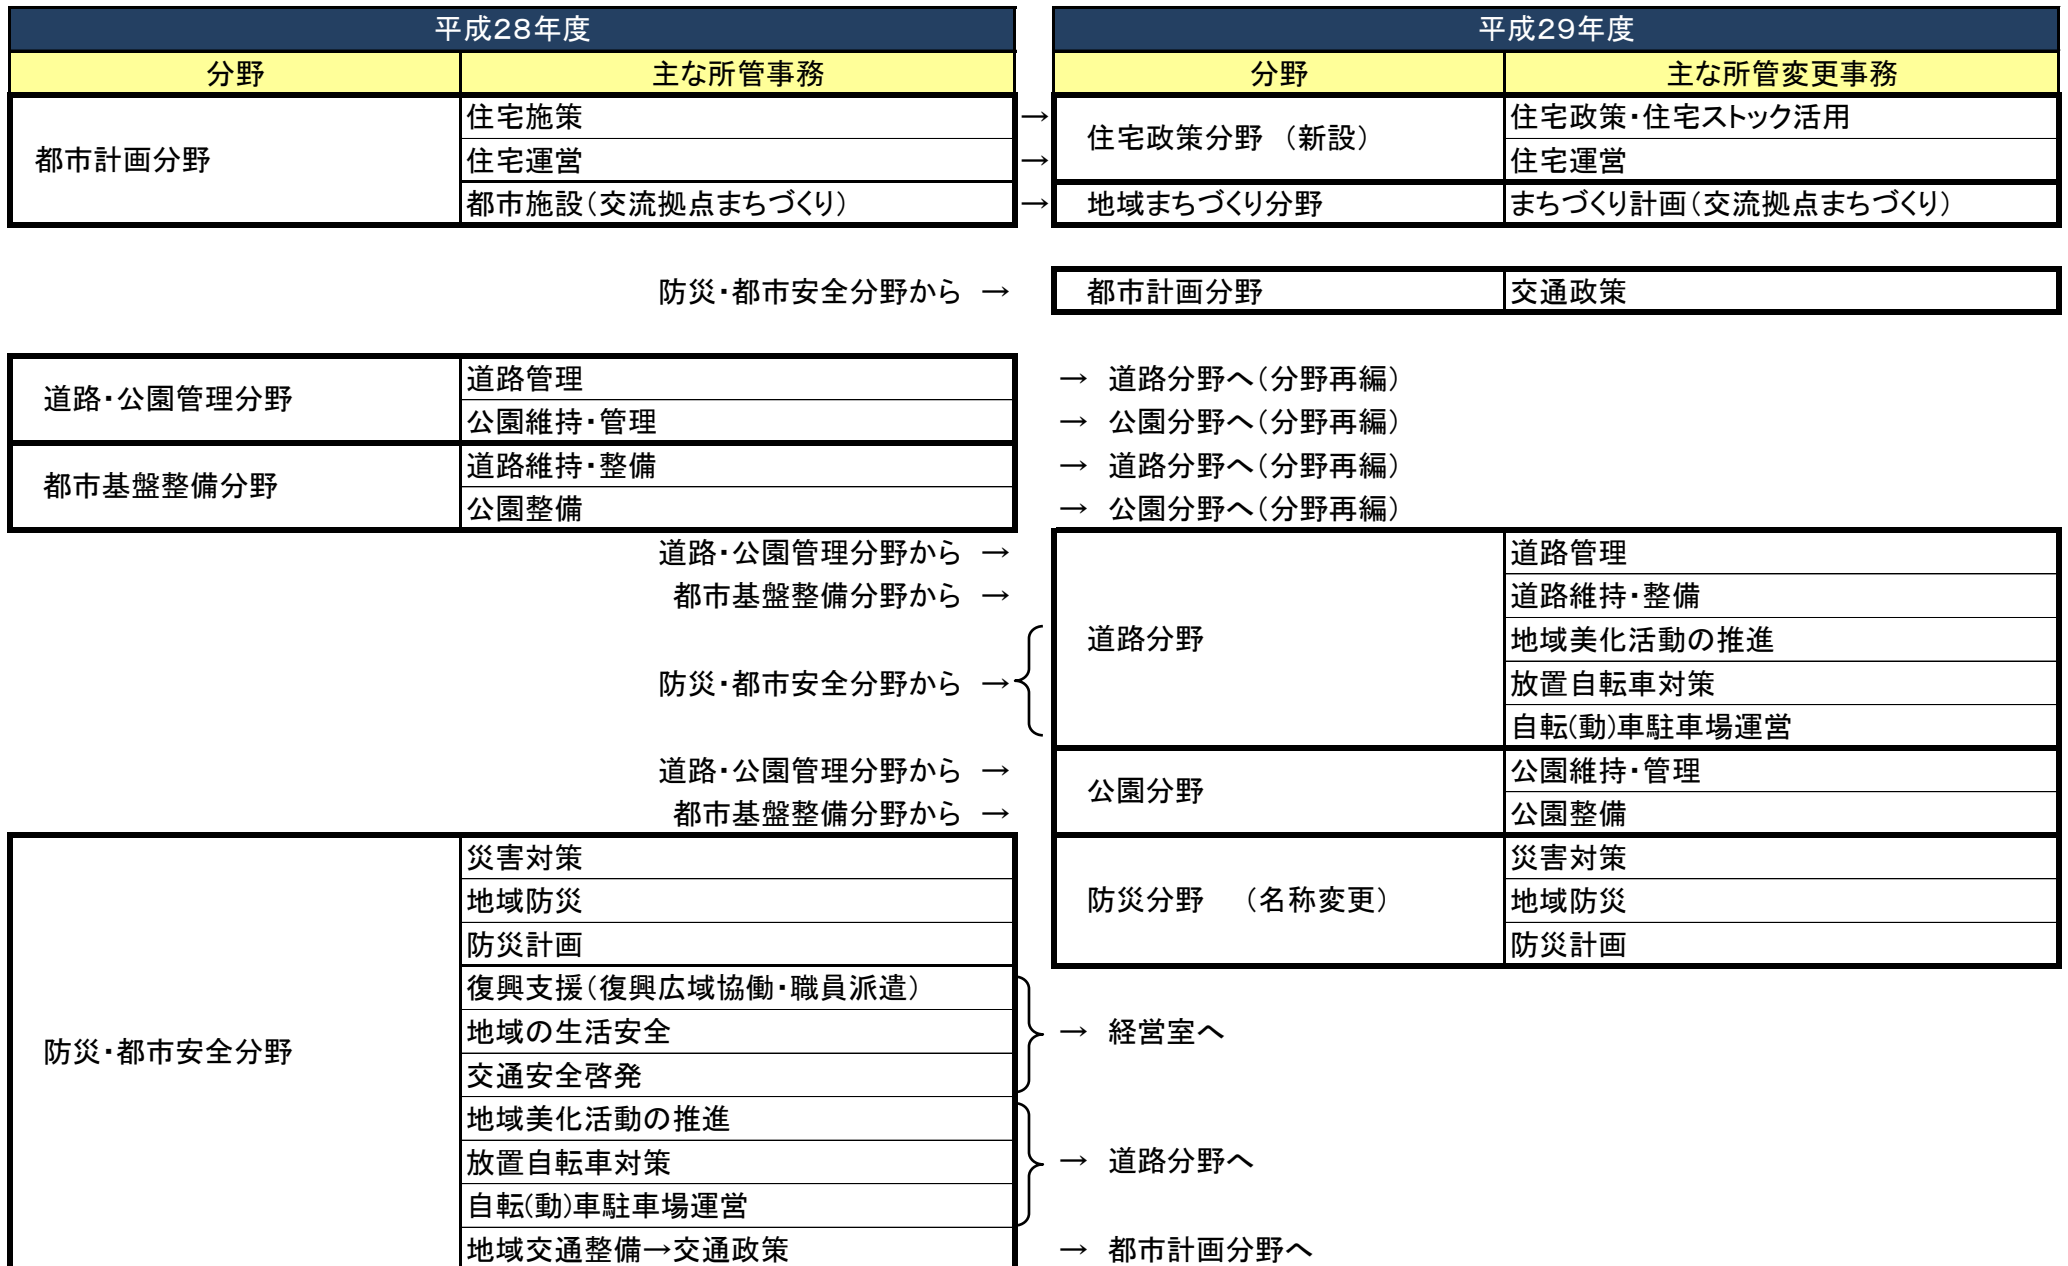 平成28年度 平成29年度
分野 主な所管事務 分野 主な所管変更事務
都市計画分野 住宅施策 → 住宅政策分野 （新設） 住宅政策・住宅ストック活用
住宅運営 → 住宅運営
都市施設（交流拠点まちづくり） → 地域まちづくり分野 まちづくり計画（交流拠点まちづくり）
防災・都市安全分野から → 都市計画分野 交通政策
道路・公園管理分野 道路管理 → 道路分野へ（分野再編）
公園維持・管理 → 公園分野へ（分野再編）
都市基盤整備分野 道路維持・整備 → 道路分野へ（分野再編）
公園整備 → 公園分野へ（分野再編）
道路・公園管理分野から → 道路分野 道路管理
都市基盤整備分野から → 道路維持・整備
地域美化活動の推進
防災・都市安全分野から → 放置自転車対策
自転(動)車駐車場運営
道路・公園管理分野から → 公園分野 公園維持・管理
都市基盤整備分野から → 公園整備
防災・都市安全分野 災害対策 防災分野 （名称変更） 災害対策
地域防災 地域防災
防災計画 防災計画
復興支援（復興広域協働・職員派遣）
地域の生活安全 → 経営室へ
交通安全啓発
地域美化活動の推進
放置自転車対策 → 道路分野へ
自転(動)車駐車場運営
地域交通整備→交通政策 → 都市計画分野へ